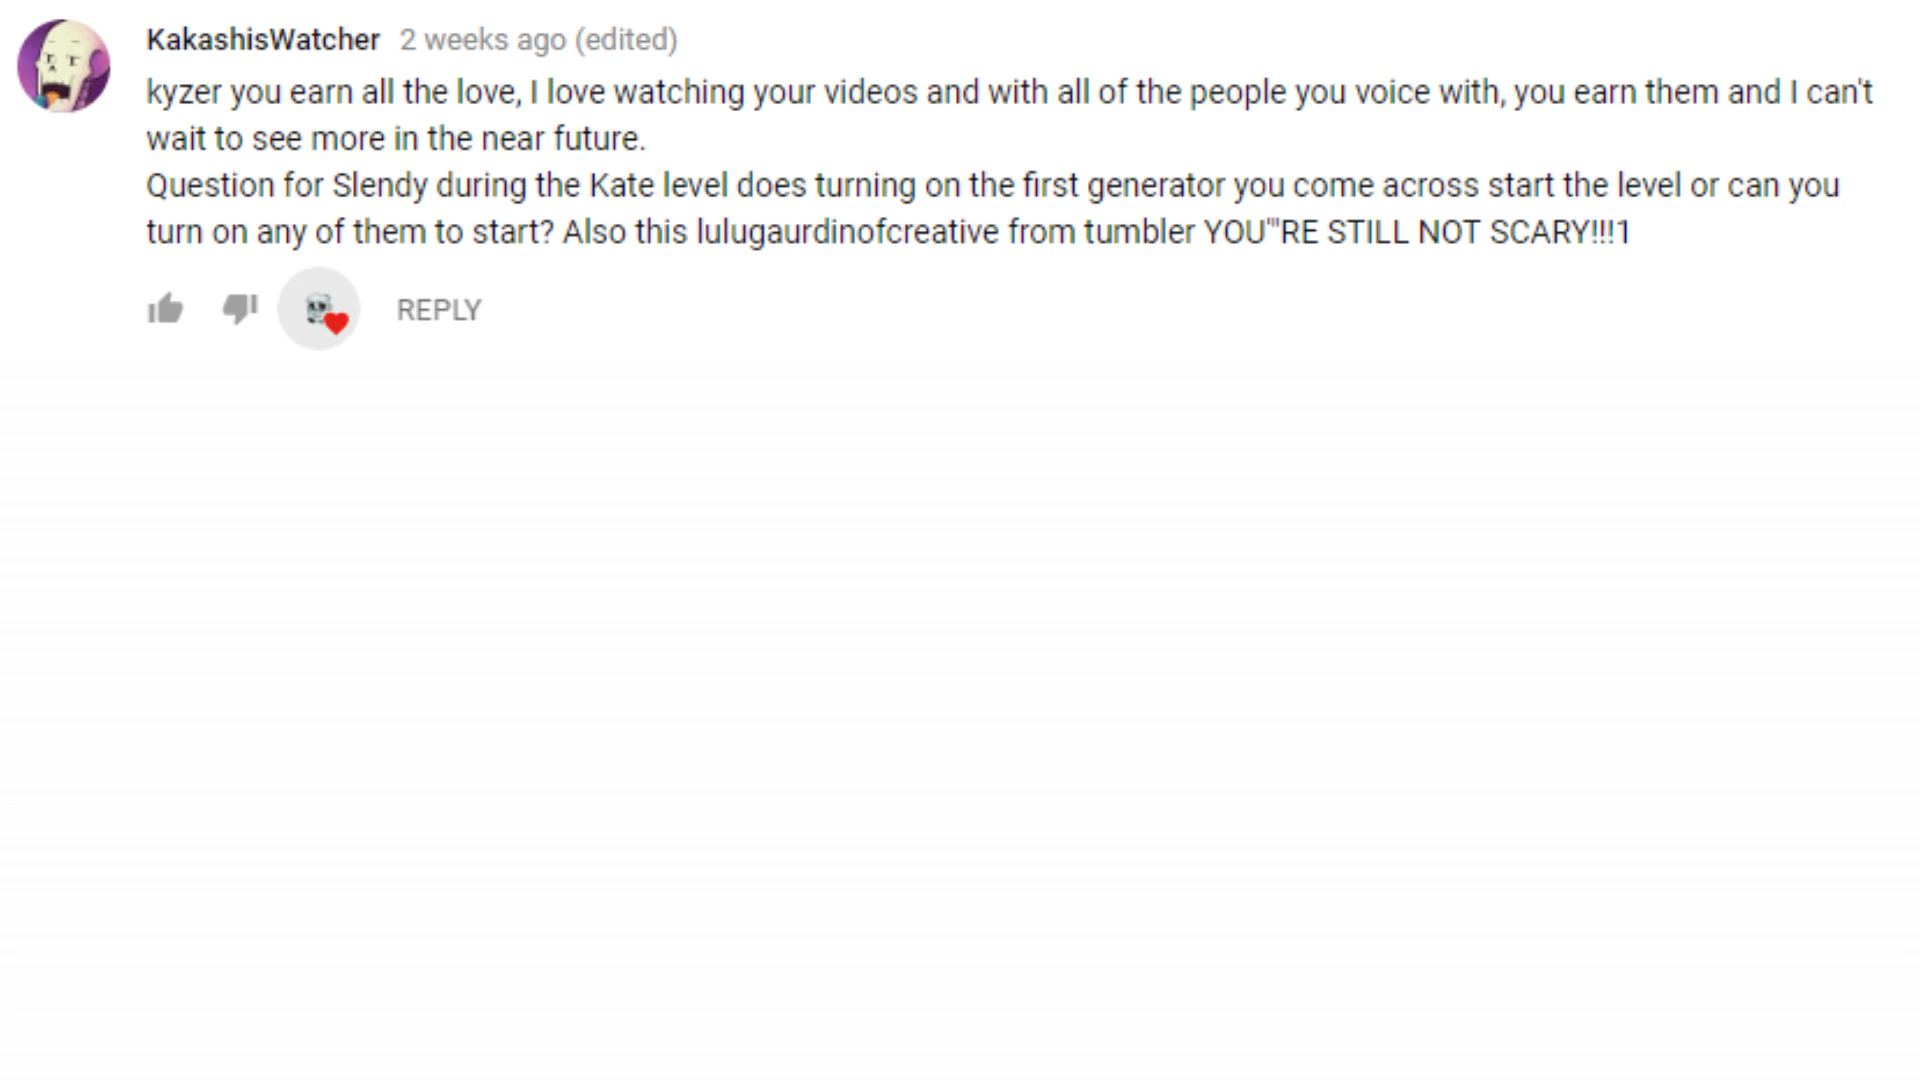 KakashisWatcher 2 weeks ago (edited)
kyzer you earn all the love, I love watching your videos and with all of the people you voice with, you earn them and I can't
wait to see more in the near future.
Question for Slendy during the Kate level does turning on the first generator you come across start the level or can you
turn on any of them to start? Also this lulugaurdinofcreative from tumbler YOU'''RE STILL NOT SCARY!!!1
REPLY